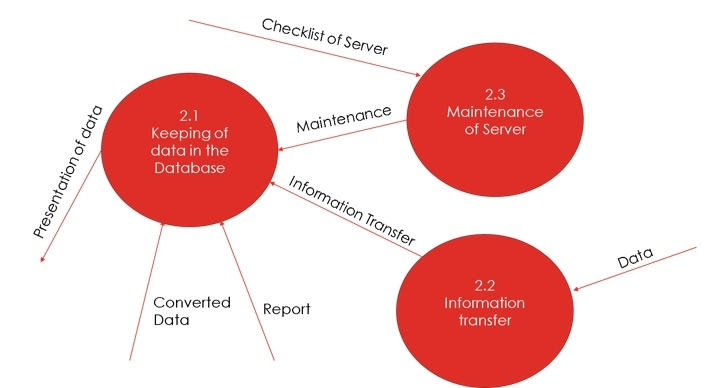 Checklist of Server
2.3
Maintenance
of Server
Maintenance
2.1
Keeping of
data in the
Database
Presentation of data
Information Transfer
Data
2.2
Information
transfer
Converted
Data
Report